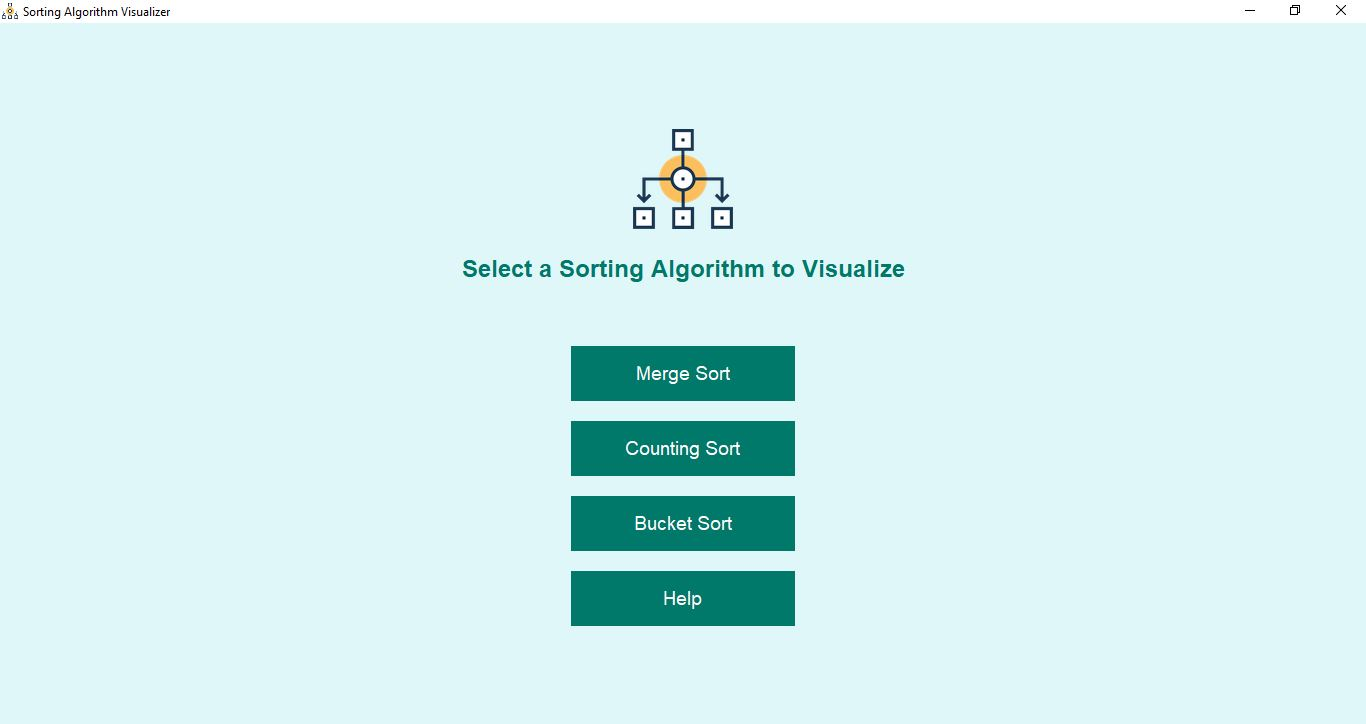 Sorting Algorithm Visualizer
Select a Sorting Algorithm to Visualize
Merge Sort
Counting Sort
Bucket Sort
Help